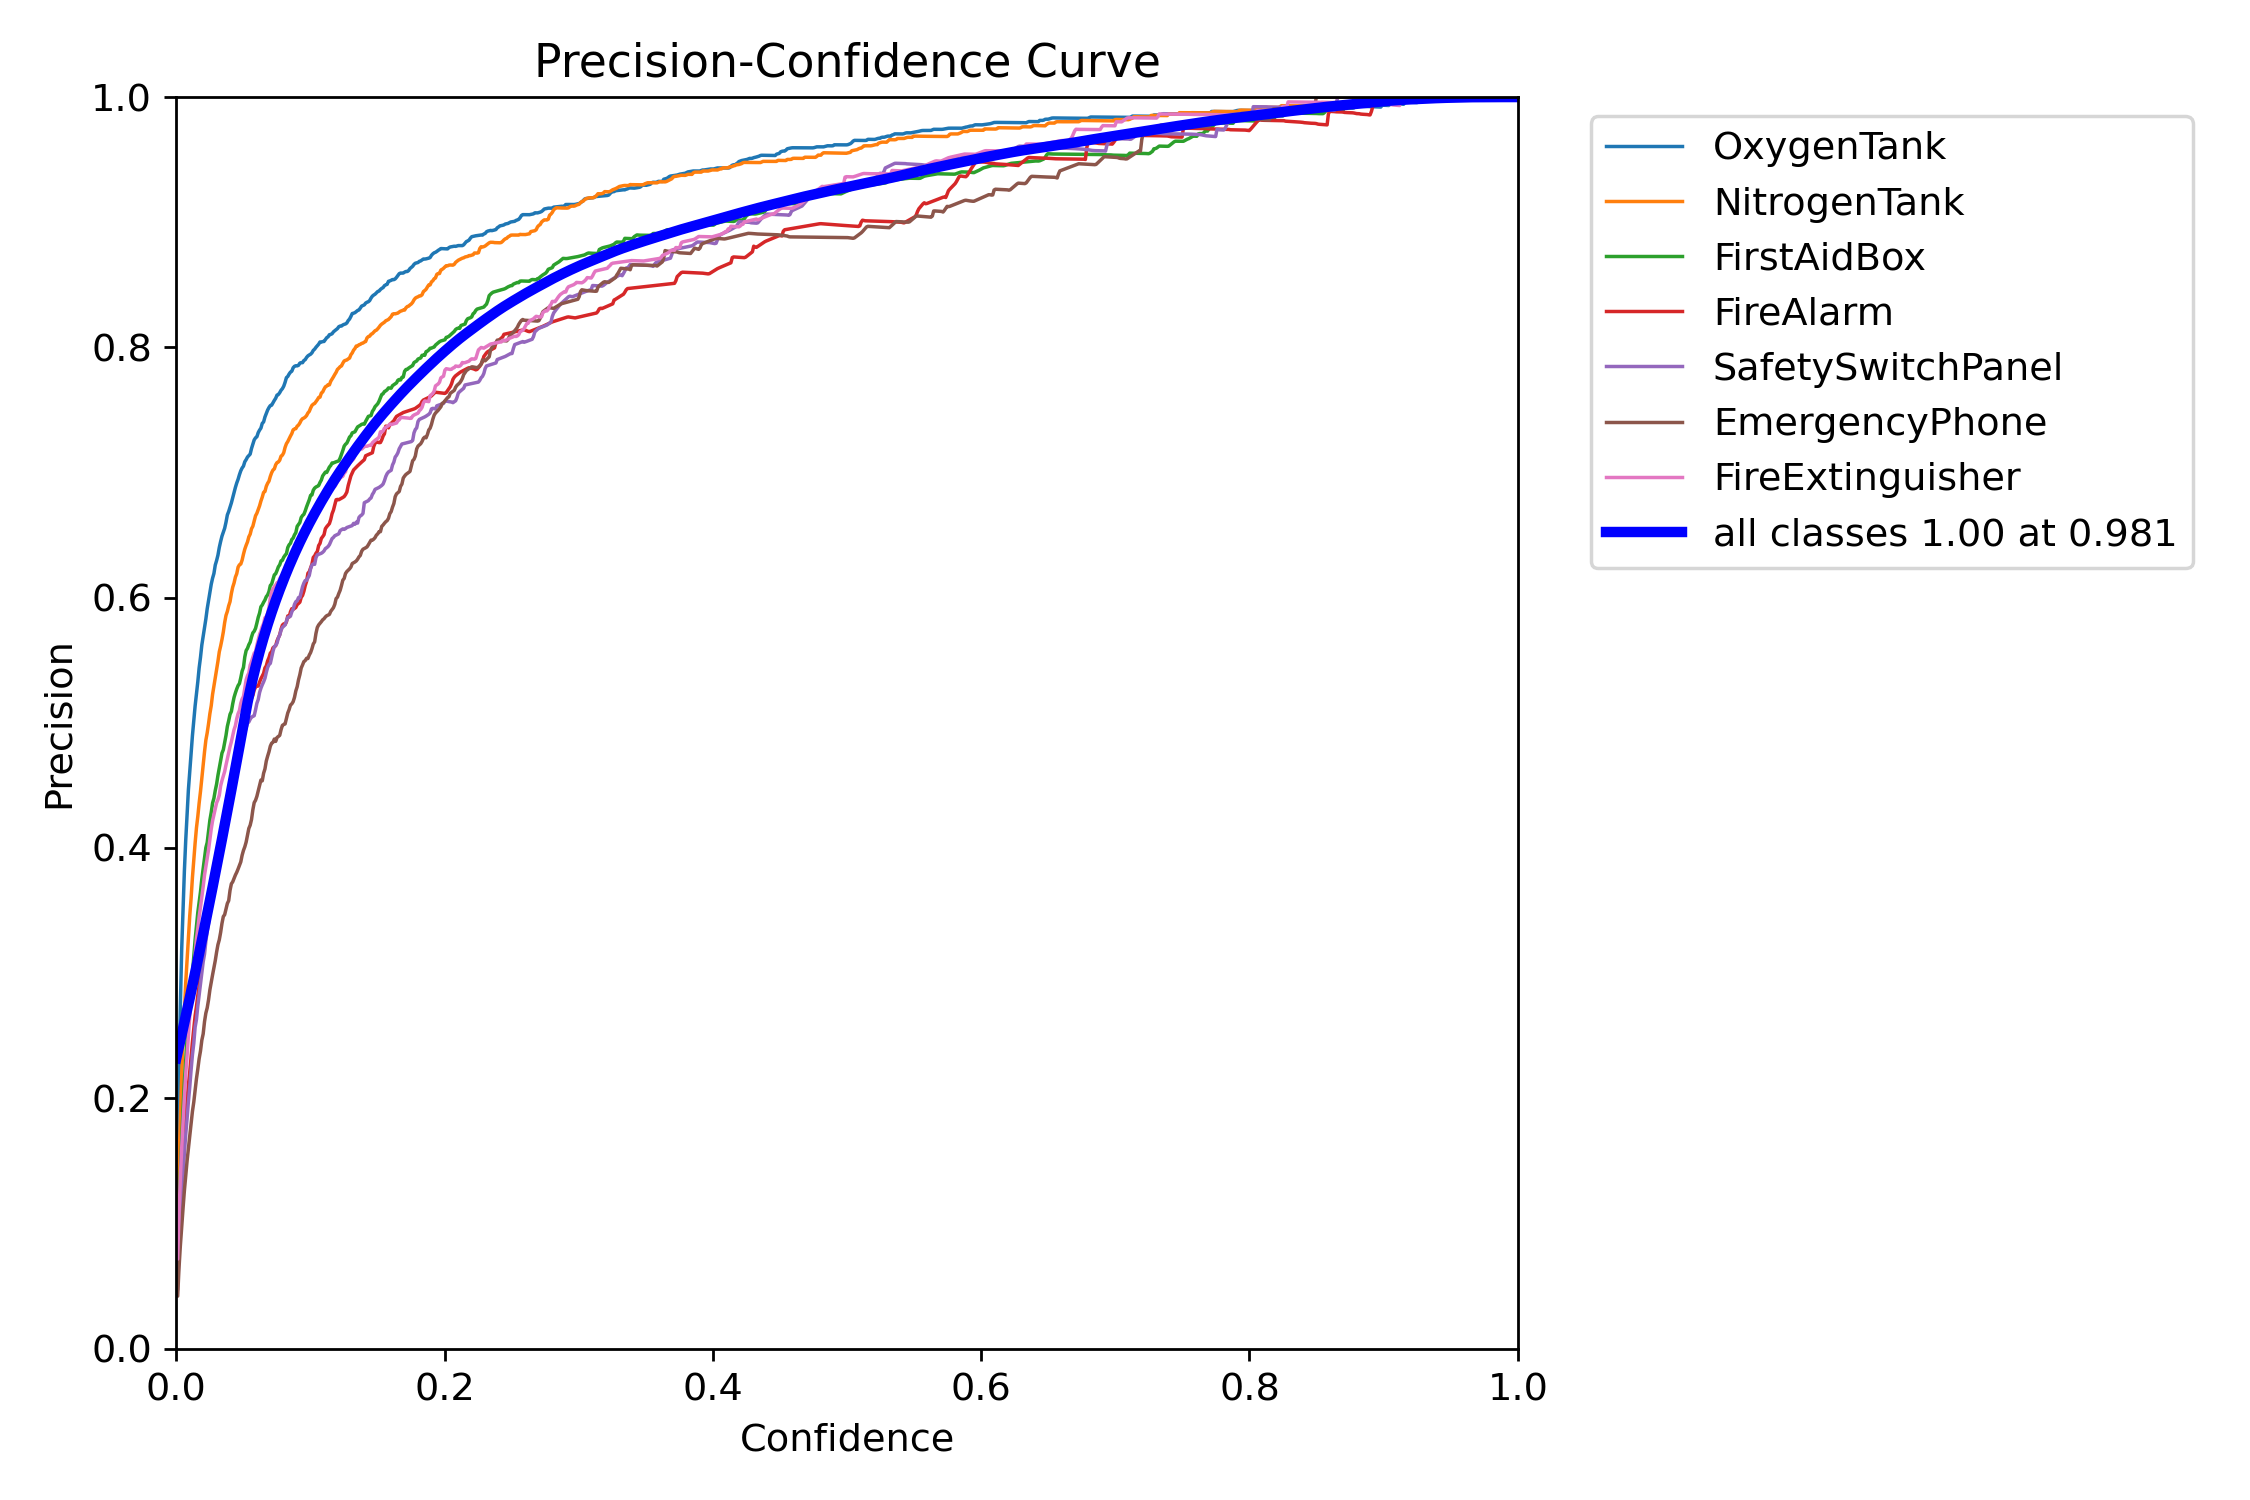 Precision-Confidence Curve
1.0
0.8
0.6
0.4
0.2
0.0
Precision
0.0 0.2 0.4 0.6 0.8 1.0
Confidence
OxygenTank
NitrogenTank
FirstAidBox
FireAlarm
SafetySwitchPanel
EmergencyPhone
FireExtinguisher
all classes 1.00 at 0.981